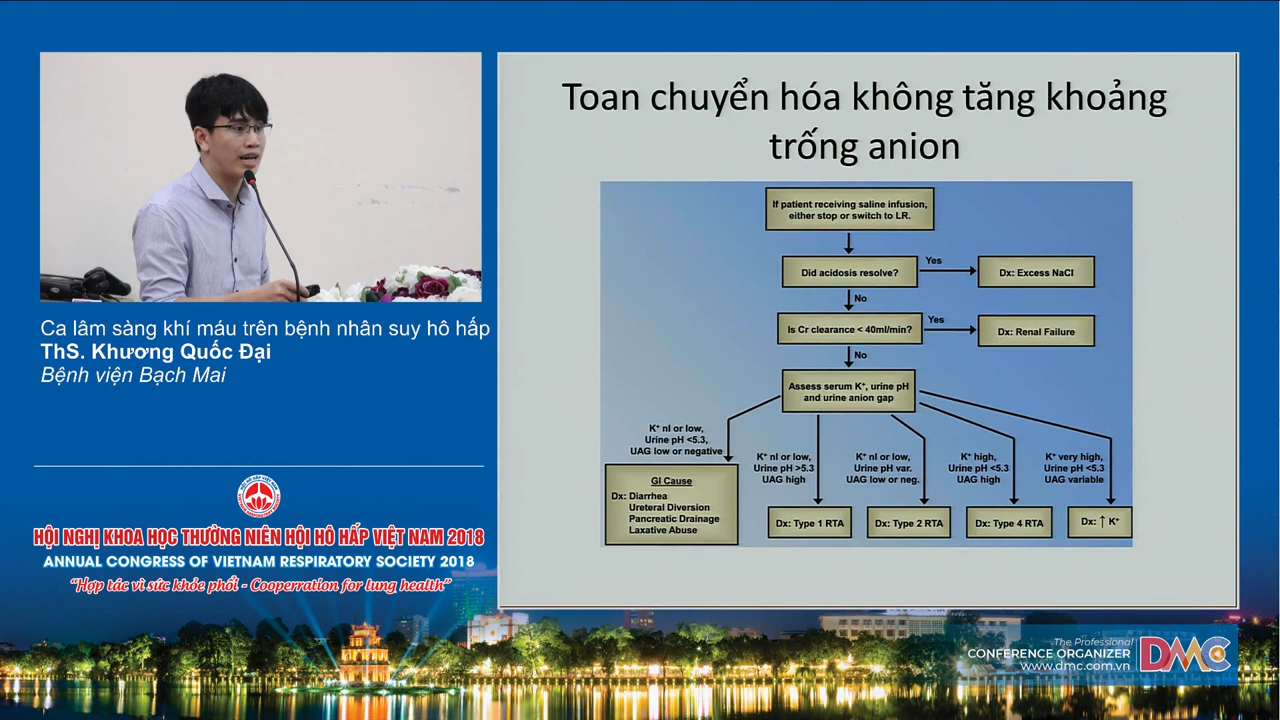 Toan chuyển hóa không tăng khoảng
trống anion
If patient receiving saline infusion,
either stop or switch to LR.
Did acidosis resolve?
Yes
Dx: Excess NaCl
No
Is Cr clearance < 40ml/min?
Yes
Dx: Renal Failure
No
Assess serum K⁺, urine pH
and urine anion gap
K⁺ nl or low,
Urine pH <5.3,
UAG low or negative
GI Cause
Dx: Diarrhea
Ureteral Diversion
Pancreatic Drainage
Laxative Abuse
K⁺ nl or low,
Urine pH >5.3
UAG high
Dx: Type 1 RTA
K⁺ nl or low,
Urine pH var.
UAG low or neg.
Dx: Type 2 RTA
K⁺ high,
Urine pH <5.3
UAG high
Dx: Type 4 RTA
K⁺ very high,
Urine pH <5.3
UAG variable
Dx: ↑ K⁺
Ca lâm sàng khí máu trên bệnh nhân suy hô hấp
ThS. Khương Quốc Đại
Bệnh viện Bạch Mai
HỘI NGHỊ KHOA HỌC THƯỜNG NIÊN HỘI HÔ HẤP VIỆT NAM 2018
ANNUAL CONGRESS OF VIETNAM RESPIRATORY SOCIETY 2018
“Hợp tác vì sức khỏe phổi - Cooperration for lung health”
The Professional
CONFERENCE ORGANIZER
www.dmc.com.vn
DMC